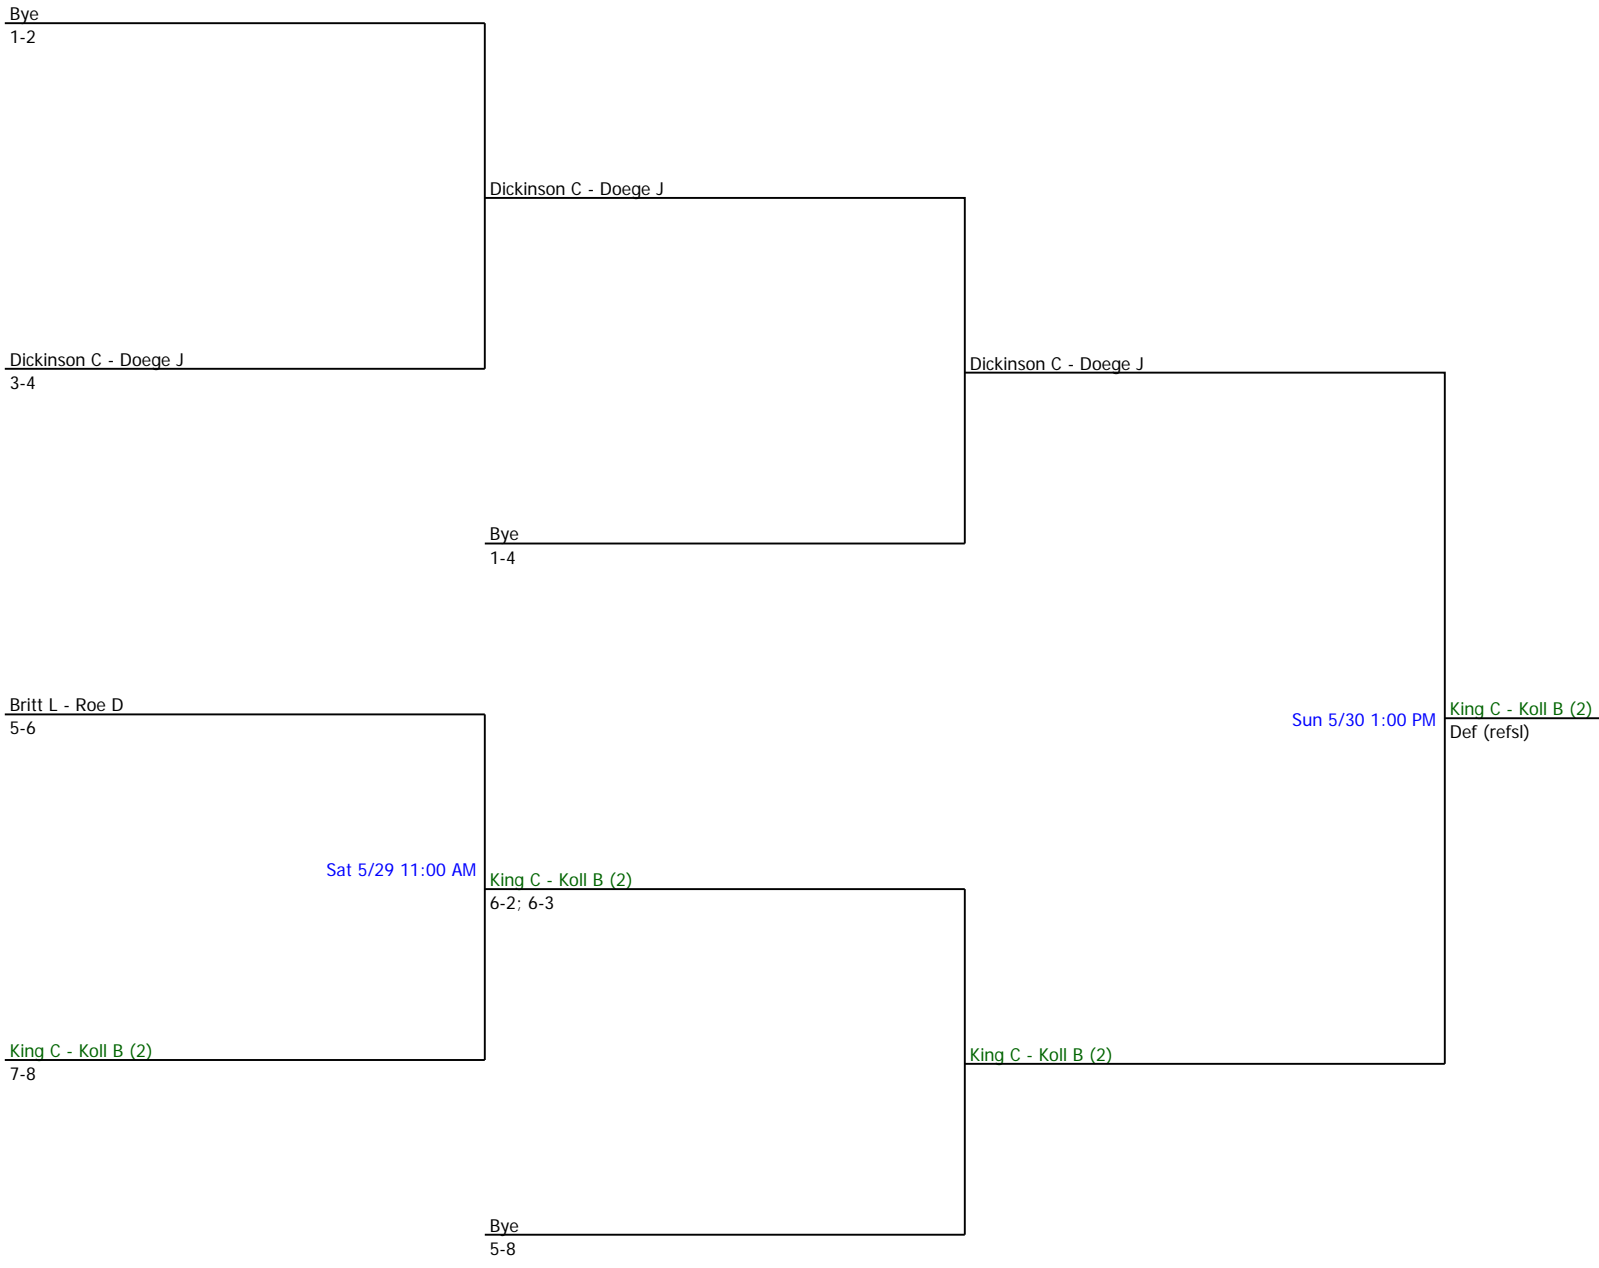 Bye
1-2
Dickinson C - Doege J
Dickinson C - Doege J
3-4
Dickinson C - Doege J
Bye
1-4
Britt L - Roe D
5-6
Sun 5/30 1:00 PM
King C - Koll B (2)
Def (refsl)
Sat 5/29 11:00 AM
King C - Koll B (2)
6-2; 6-3
King C - Koll B (2)
7-8
King C - Koll B (2)
Bye
5-8